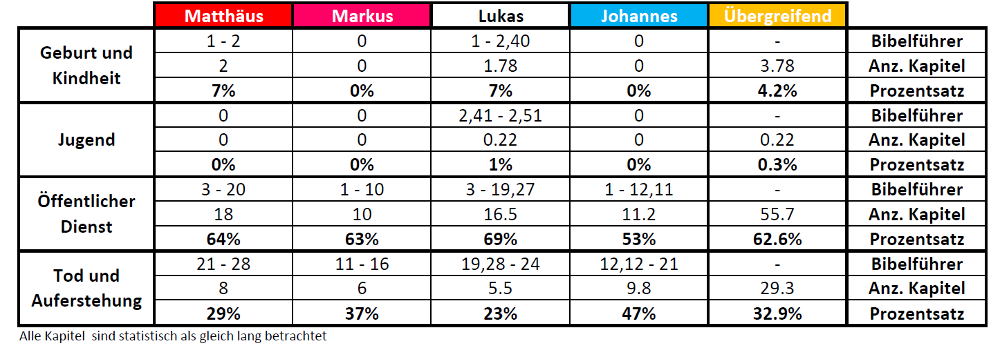 Matthäus Markus Lukas Johannes Übergreifend
Geburt und Kindheit 1 - 2 0 1 - 2,40 0 - Bibelführer
2 0 1.78 0 3.78 Anz. Kapitel
7% 0% 7% 0% 4.2% Prozentsatz
Jugend 0 0 2,41 - 2,51 0 - Bibelführer
0 0 0.22 0 0.22 Anz. Kapitel
0% 0% 1% 0% 0.3% Prozentsatz
Öffentlicher Dienst 3 - 20 1 - 10 3 - 19,27 1 - 12,11 - Bibelführer
18 10 16.5 11.2 55.7 Anz. Kapitel
64% 63% 69% 53% 62.6% Prozentsatz
Tod und Auferstehung 21 - 28 11 - 16 19,28 - 24 12,12 - 21 - Bibelführer
8 6 5.5 9.8 29.3 Anz. Kapitel
29% 37% 23% 47% 32.9% Prozentsatz
Alle Kapitel sind statistisch als gleich lang betrachtet